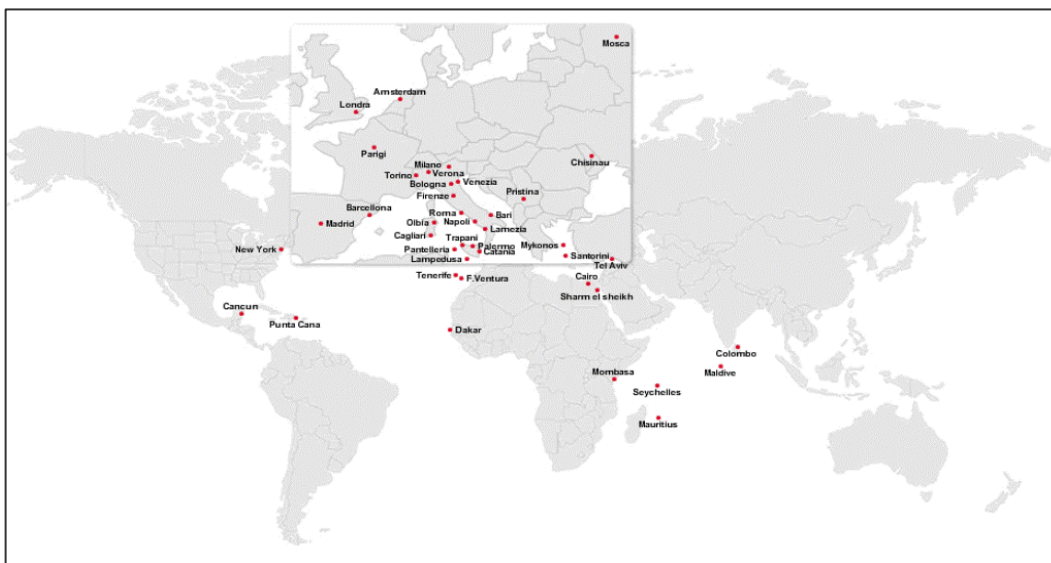 Mosca
Amsterdam
Londra
Parigi
Chisinau
Milano
Verona
Torino
Bologna
Venezia
Firenze
Pristina
Barcellona
Madrid
Roma
Bari
Olbia
Napoli
Lamezia
Cagliari
Trapani
Pantelleria
Palermo
Mykonos
Catania
New York
Lampedusa
Santorini
Tel Aviv
Tenerife
F.Ventura
Cairo
Sharm el sheikh
Cancun
Punta Cana
Dakar
Colombo
Mombasa
Maldive
Seychelles
Mauritius